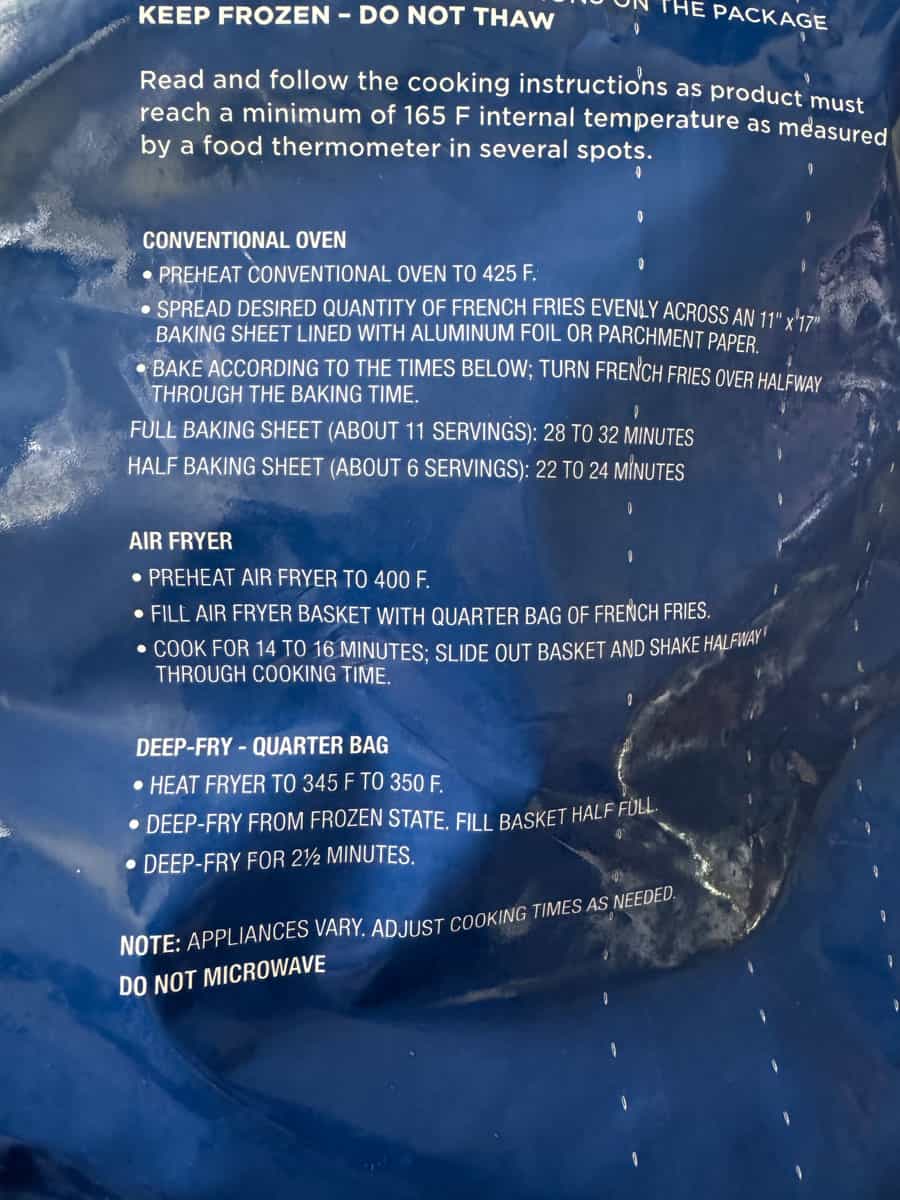 ON THE PACKAGE
KEEP FROZEN – DO NOT THAW
Read and follow the cooking instructions as product must
reach a minimum of 165 F internal temperature as measured
by a food thermometer in several spots.
CONVENTIONAL OVEN
• PREHEAT CONVENTIONAL OVEN TO 425 F.
• SPREAD DESIRED QUANTITY OF FRENCH FRIES EVENLY ACROSS AN 11" x 17"
BAKING SHEET LINED WITH ALUMINUM FOIL OR PARCHMENT PAPER.
• BAKE ACCORDING TO THE TIMES BELOW; TURN FRENCH FRIES OVER HALFWAY
THROUGH THE BAKING TIME.
FULL BAKING SHEET (ABOUT 11 SERVINGS): 28 TO 32 MINUTES
HALF BAKING SHEET (ABOUT 6 SERVINGS): 22 TO 24 MINUTES
AIR FRYER
• PREHEAT AIR FRYER TO 400 F.
• FILL AIR FRYER BASKET WITH QUARTER BAG OF FRENCH FRIES.
• COOK FOR 14 TO 16 MINUTES; SLIDE OUT BASKET AND SHAKE HALFWAY
THROUGH COOKING TIME.
DEEP-FRY - QUARTER BAG
• HEAT FRYER TO 345 F TO 350 F.
• DEEP-FRY FROM FROZEN STATE. FILL BASKET HALF FULL.
• DEEP-FRY FOR 2½ MINUTES.
NOTE: APPLIANCES VARY. ADJUST COOKING TIMES AS NEEDED.
DO NOT MICROWAVE